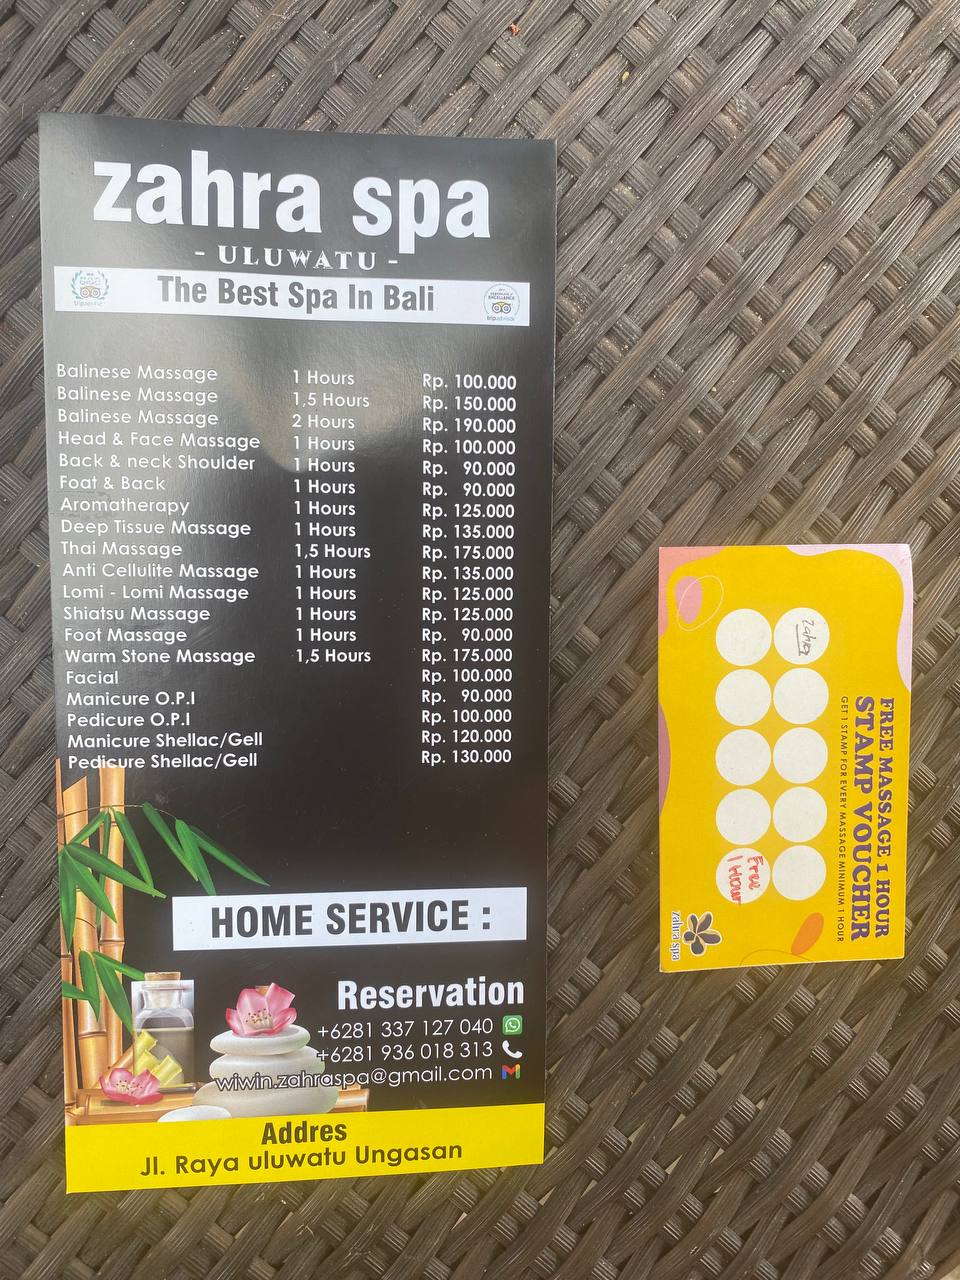 zahra spa
- ULUWATU -
The Best Spa In Bali
tripadvisor
EXCELLENCE
tripadvisor
Balinese Massage 1 Hours Rp. 100.000
Balinese Massage 1,5 Hours Rp. 150.000
Balinese Massage 2 Hours Rp. 190.000
Head & Face Massage 1 Hours Rp. 100.000
Back & neck Shoulder 1 Hours Rp. 90.000
Foat & Back 1 Hours Rp. 90.000
Aromatherapy 1 Hours Rp. 125.000
Deep Tissue Massage 1 Hours Rp. 135.000
Thai Massage 1,5 Hours Rp. 175.000
Anti Cellulite Massage 1 Hours Rp. 135.000
Lomi - Lomi Massage 1 Hours Rp. 125.000
Shiatsu Massage 1 Hours Rp. 125.000
Foot Massage 1 Hours Rp. 90.000
Warm Stone Massage 1,5 Hours Rp. 175.000
Facial Rp. 100.000
Manicure O.P.I Rp. 90.000
Pedicure O.P.I Rp. 100.000
Manicure Shellac/Gell Rp. 120.000
Pedicure Shellac/Gell Rp. 130.000
HOME SERVICE :
Reservation
+6281 337 127 040
+6281 936 018 313
wiwin.zahraspa@gmail.com
Addres
Jl. Raya uluwatu Ungasan
FREE MASSAGE 1 HOUR
STAMP VOUCHER
GET 1 STAMP FOR EVERY MASSAGE MINIMUM 1 HOUR
Zahra
Free
1 Hour
zahra spa